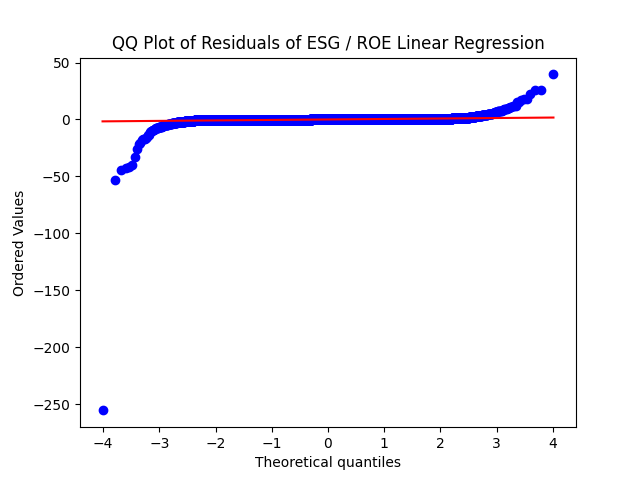 QQ Plot of Residuals of ESG / ROE Linear Regression
50
0
−50
−100
−150
−200
−250
Ordered Values
−4 −3 −2 −1 0 1 2 3 4
Theoretical quantiles